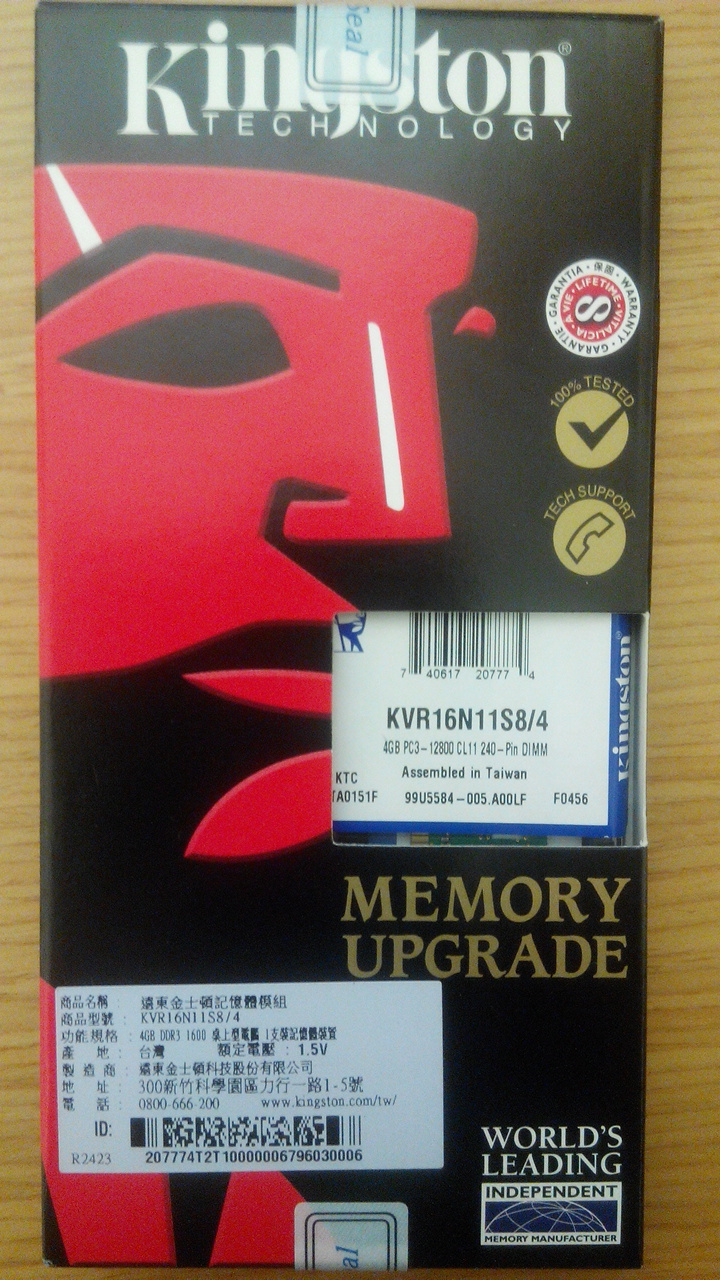 Seal
Kingston®
TECHNOLOGY
GARANTIA · 保固 · WARRANTY · GARANTIE ·
LIFETIME · VITALICIA · A VIE ·
100% TESTED
TECH SUPPORT
7 40617 20777 4
KVR16N11S8/4
4GB PC3-12800 CL11 240-Pin DIMM
Assembled in Taiwan
KTC
TA0151F 99U5584-005.A00LF F0456
Kingston®
MEMORY
UPGRADE
商品名稱 : 遠東金士頓記憶體模組
商品型號 : KVR16N11S8/4
功能規格 : 4GB DDR3 1600 桌上型電腦 1支裝記憶體裝置
產 地 : 台灣 額定電壓 : 1.5V
製 造 商 : 遠東金士頓科技股份有限公司
地 址 : 300新竹科學園區力行一路1-5號
電 話 : 0800-666 200 www.kingston.com/tw/
ID:
R2423 207774T2T10000006796030006
WORLD'S
LEADING
INDEPENDENT
MEMORY MANUFACTURER
al